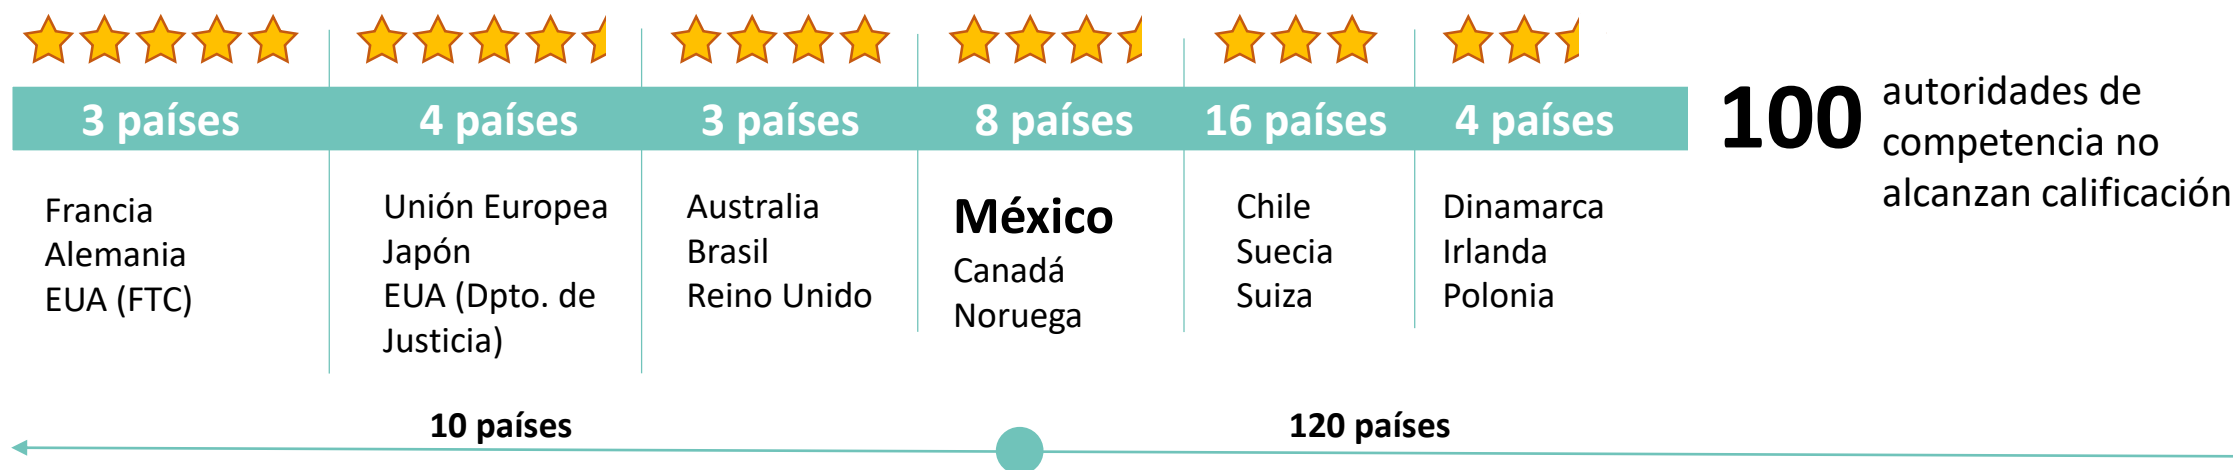 3 países
4 países
3 países
8 países
16 países
4 países
100
autoridades de
competencia no
alcanzan calificación
Francia
Alemania
EUA (FTC)
Unión Europea
Japón
EUA (Dpto. de
Justicia)
Australia
Brasil
Reino Unido
México
Canadá
Noruega
Chile
Suecia
Suiza
Dinamarca
Irlanda
Polonia
10 países
120 países